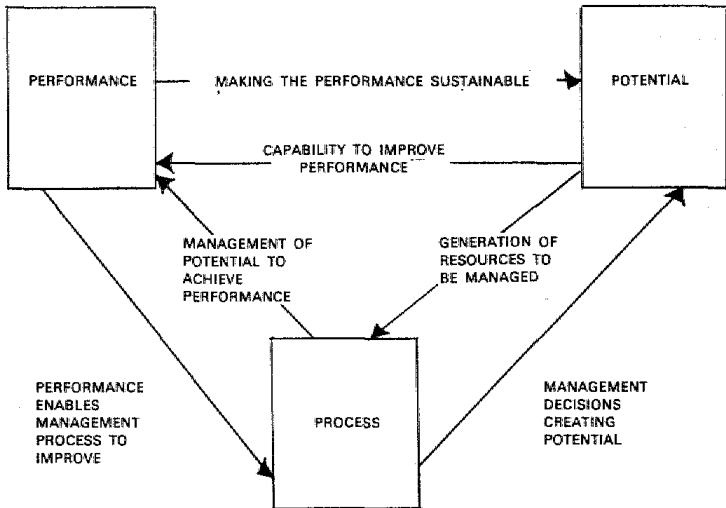 PERFORMANCE
MAKING THE PERFORMANCE SUSTAINABLE
POTENTIAL
CAPABILITY TO IMPROVE
PERFORMANCE
MANAGEMENT OF
POTENTIAL TO
ACHIEVE
PERFORMANCE
GENERATION OF
RESOURCES TO
BE MANAGED
PERFORMANCE
ENABLES
MANAGEMENT
PROCESS TO
IMPROVE
PROCESS
MANAGEMENT
DECISIONS
CREATING
POTENTIAL